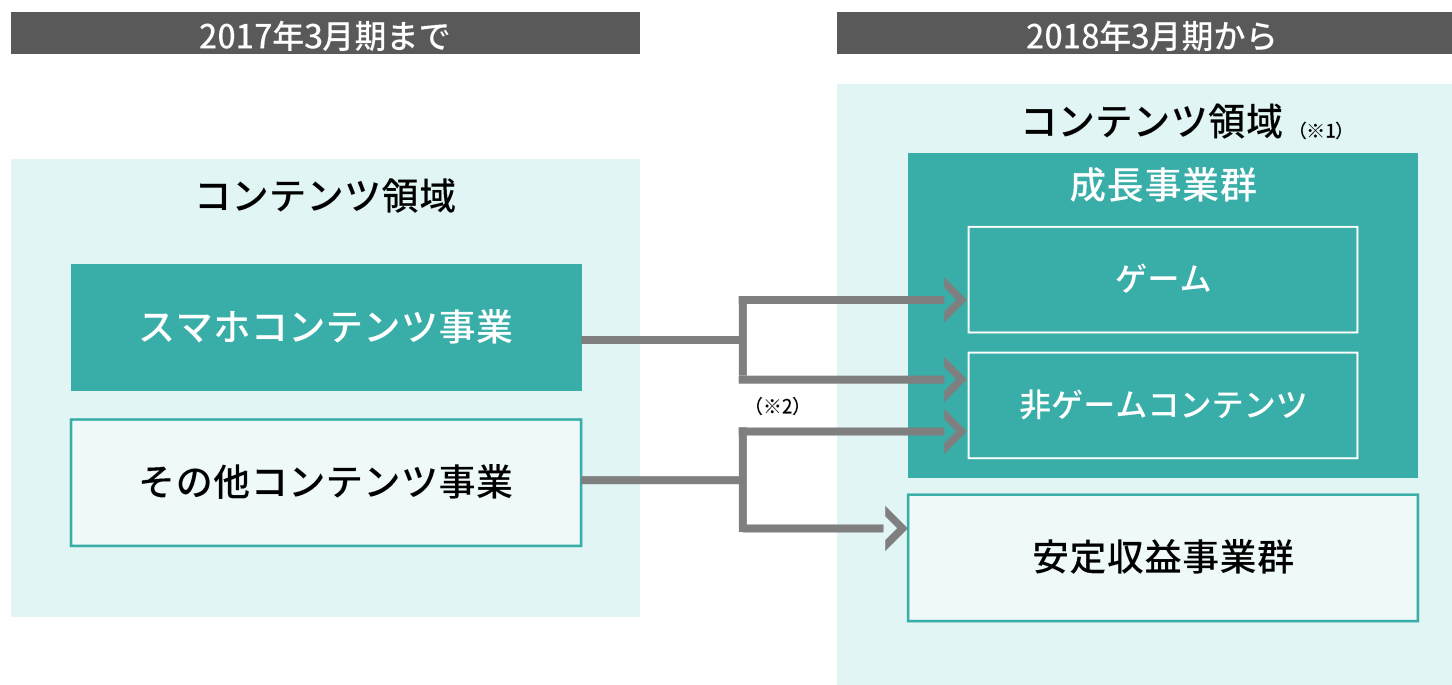 2017年3月期まで
コンテンツ領域
スマホコンテンツ事業
その他コンテンツ事業
(※2)
2018年3月期から
コンテンツ領域 (※1)
成長事業群
ゲーム
非ゲームコンテンツ
安定収益事業群